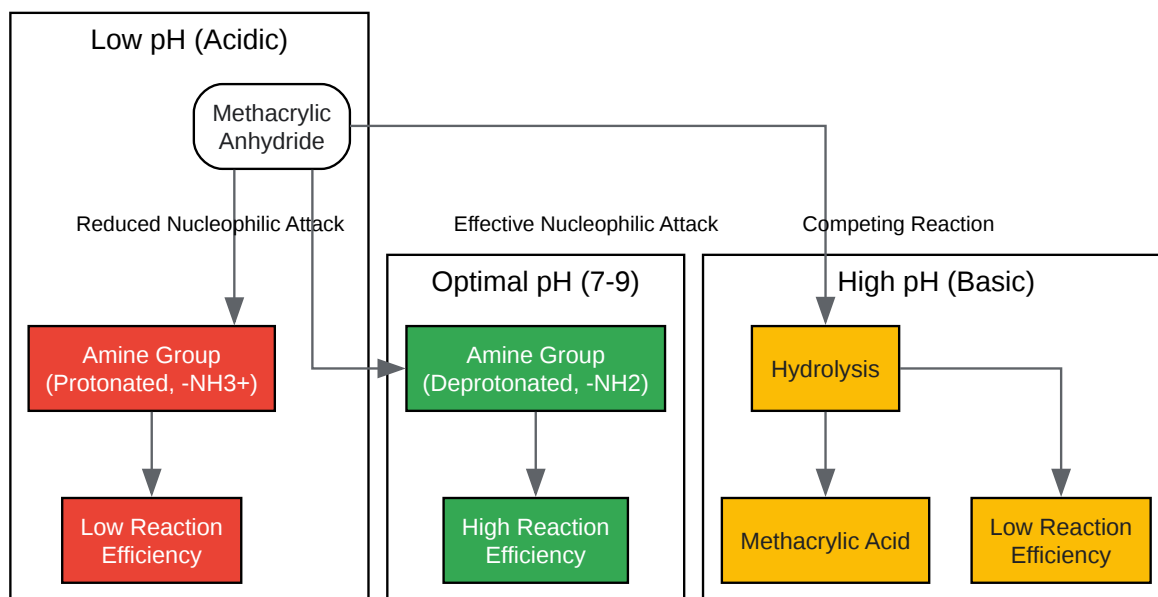 Low pH (Acidic)
Methacrylic
Anhydride
Reduced Nucleophilic Attack
Effective Nucleophilic Attack
Competing Reaction
Optimal pH (7-9)
High pH (Basic)
Amine Group
(Protonated, -NH3+)
Amine Group
(Deprotonated, -NH2)
Hydrolysis
Low Reaction
Efficiency
High Reaction
Efficiency
Methacrylic Acid
Low Reaction
Efficiency